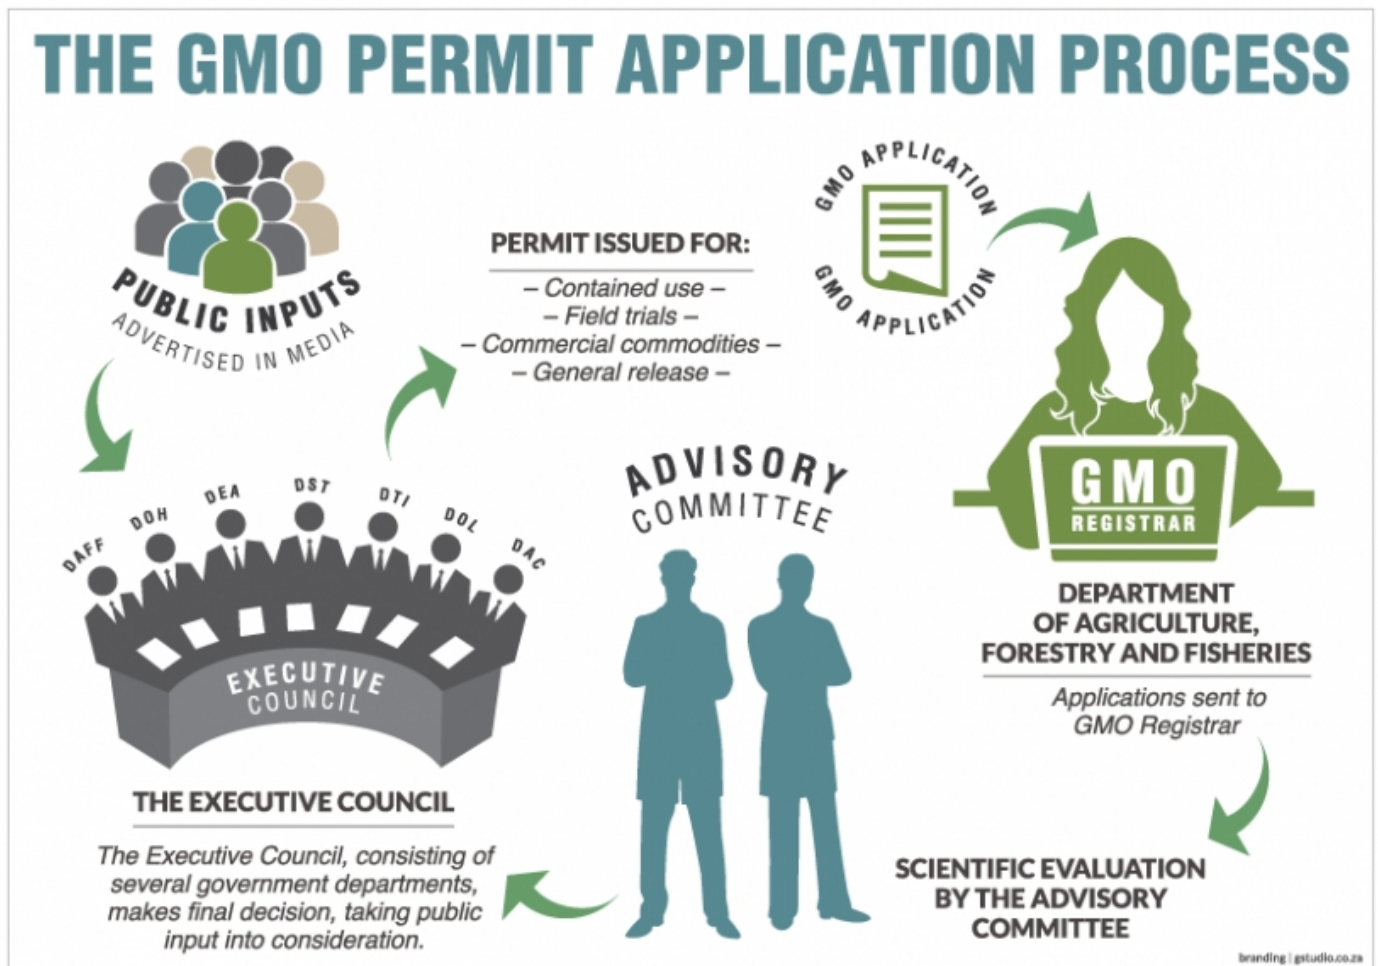 THE GMO PERMIT APPLICATION PROCESS
PUBLIC INPUTS
ADVERTISED IN MEDIA
PERMIT ISSUED FOR:
– Contained use –
– Field trials –
– Commercial commodities –
– General release –
GMO APPLICATION
GMO APPLICATION
GMO
REGISTRAR
DEPARTMENT
OF AGRICULTURE,
FORESTRY AND FISHERIES
Applications sent to
GMO Registrar
SCIENTIFIC EVALUATION
BY THE ADVISORY
COMMITTEE
ADVISORY
COMMITTEE
DAFF
DOH
DEA
DST
DTI
DOL
DAC
EXECUTIVE
COUNCIL
THE EXECUTIVE COUNCIL
The Executive Council, consisting of
several government departments,
makes final decision, taking public
input into consideration.
branding | gstudio.co.za